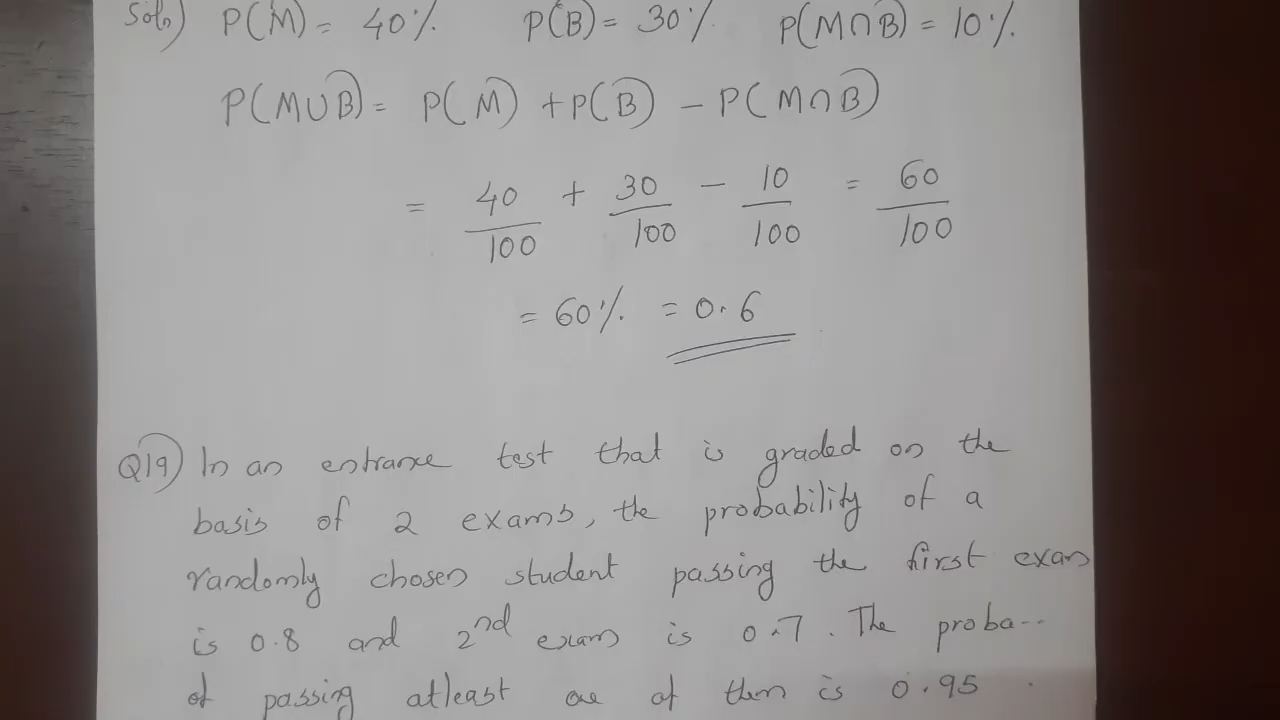 Soln) P(M) = 40% P(B) = 30% P(M∩B) = 10%.
P(M∪B) = P(M) + P(B) - P(M∩B)
= 40/100 + 30/100 - 10/100 = 60/100
= 60% = 0.6
Q19) In an entrance test that is graded on the
basis of 2 exams, the probability of a
randomly chosen student passing the first exam
is 0.8 and 2nd exam is 0.7. The proba--
of passing atleast one of them is 0.95.